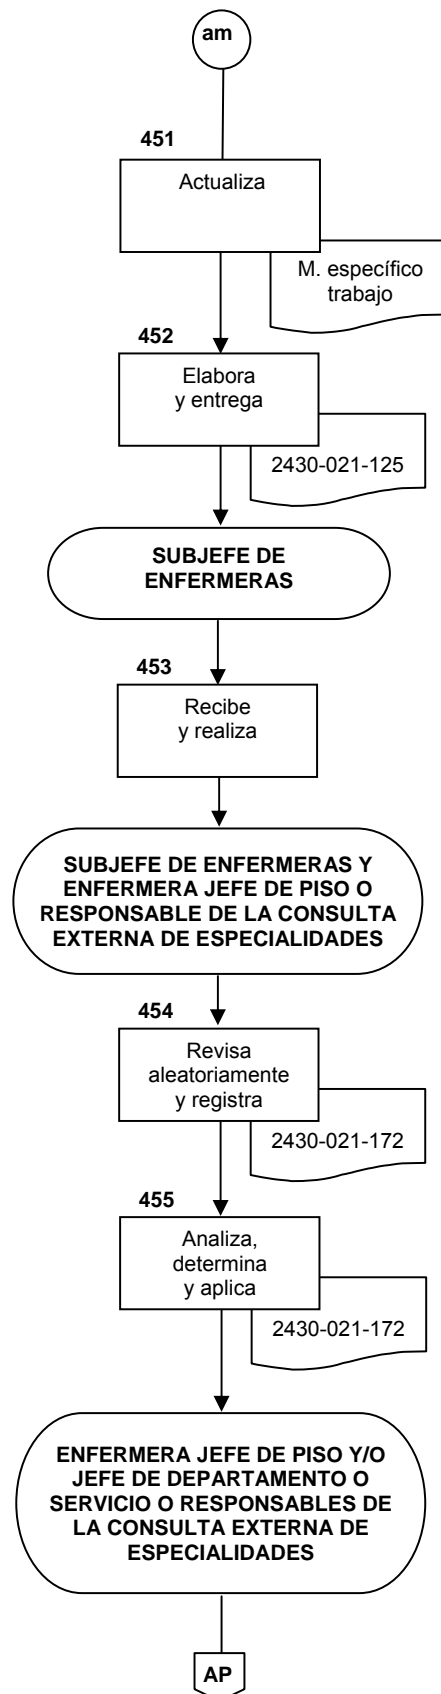 am
451
Actualiza
M. específico
trabajo
452
Elabora
y entrega
2430-021-125
SUBJEFE DE
ENFERMERAS
453
Recibe
y realiza
SUBJEFE DE ENFERMERAS Y
ENFERMERA JEFE DE PISO O
RESPONSABLE DE LA CONSULTA
EXTERNA DE ESPECIALIDADES
454
Revisa
aleatoriamente
y registra
2430-021-172
455
Analiza,
determina
y aplica
2430-021-172
ENFERMERA JEFE DE PISO Y/O
JEFE DE DEPARTAMENTO O
SERVICIO O RESPONSABLES DE
LA CONSULTA EXTERNA DE
ESPECIALIDADES
AP